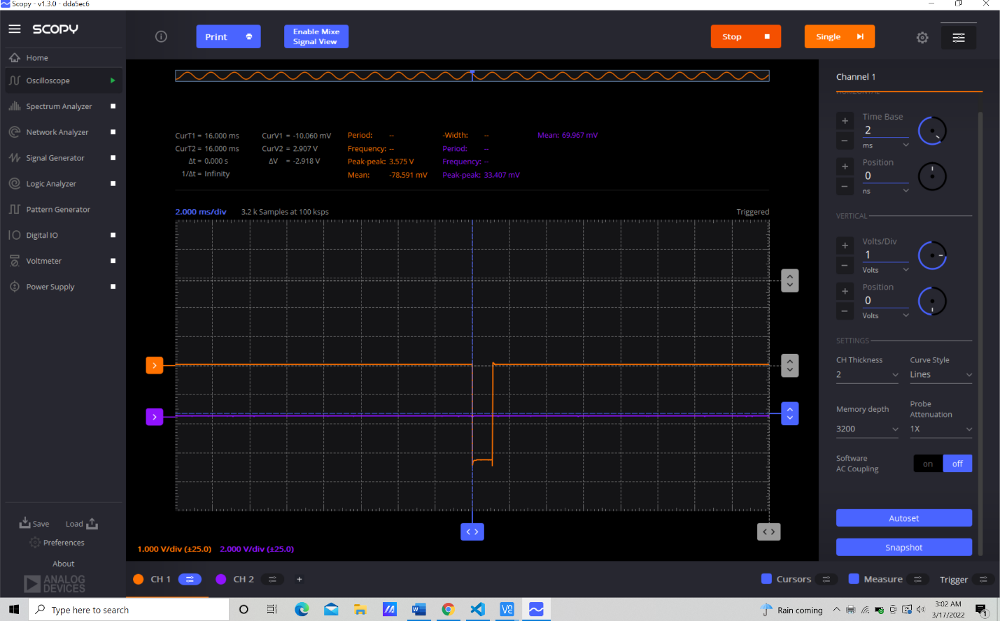 Scopy - v1.3.0 - dda5ec6
SCOPY
Print
Enable Mixe
Signal View
Stop
Single
Home
Oscilloscope
Spectrum Analyzer
Network Analyzer
Signal Generator
Logic Analyzer
Pattern Generator
Digital IO
Voltmeter
Power Supply
Save
Load
Preferences
About
ANALOG
DEVICES
CurT1 = 16.000 ms CurV1 = -10.060 mV Period: -- -Width: -- Mean: 69.967 mV
CurT2 = 16.000 ms CurV2 = 2.907 V Frequency: -- Period: --
Δt = 0.000 s ΔV = -2.918 V Peak-peak: 3.575 V Frequency: --
1/Δt = Infinity Mean: -78.591 mV Peak-peak: 33.407 mV
2.000 ms/div 3.2 k Samples at 100 ksps Triggered
1.000 V/div (±25.0) 2.000 V/div (±25.0)
CH 1 CH 2 + Cursors Measure Trigger
Channel 1
HORIZONTAL
Time Base
2
ms
Position
0
ns
VERTICAL
Volts/Div
1
Volts
Position
0
Volts
SETTINGS
CH Thickness Curve Style
2 Lines
Memory depth Probe
Attenuation
3200 1X
Software
AC Coupling on off
Autoset
Snapshot
Type here to search
Rain coming
3:02 AM
3/17/2022
1